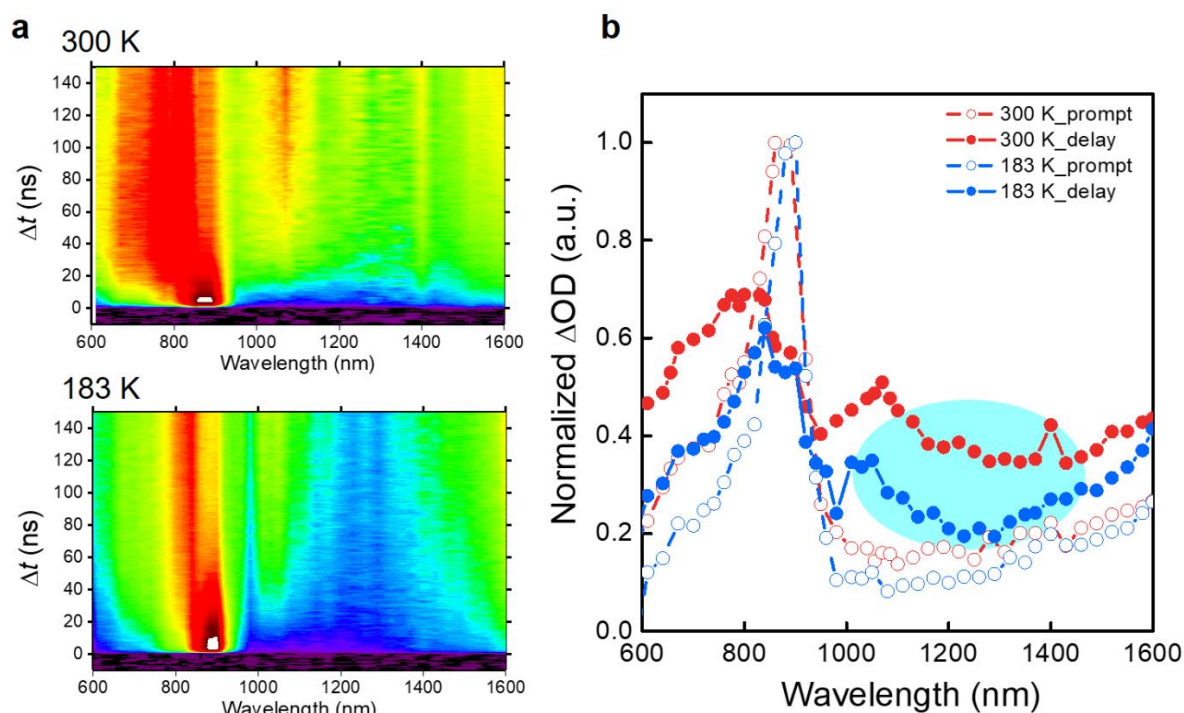 a
300 K
140
120
100
80
60
40
20
0
Δt (ns)
600 800 1000 1200 1400 1600
Wavelength (nm)
183 K
140
120
100
80
60
40
20
0
Δt (ns)
600 800 1000 1200 1400 1600
Wavelength (nm)
b
300 K_prompt
300 K_delay
183 K_prompt
183 K_delay
1.0
0.8
0.6
0.4
0.2
0.0
Normalized ΔOD (a.u.)
600 800 1000 1200 1400 1600
Wavelength (nm)